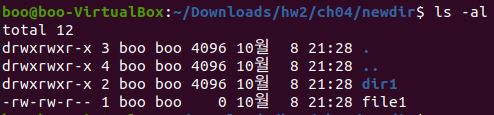 boo@boo-VirtualBox:~/Downloads/hw2/ch04/newdir$ ls -al
total 12
drwxrwxr-x 3 boo boo 4096 10월  8 21:28 .
drwxrwxr-x 4 boo boo 4096 10월  8 21:28 ..
drwxrwxr-x 2 boo boo 4096 10월  8 21:28 dir1
-rw-rw-r-- 1 boo boo    0 10월  8 21:28 file1